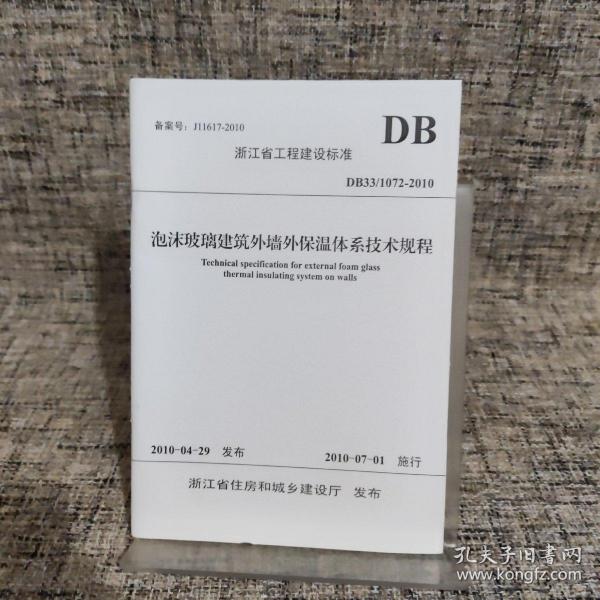 备案号：J11617-2010
DB
浙江省工程建设标准
DB33/1072-2010
泡沫玻璃建筑外墙外保温体系技术规程
Technical specification for external foam glass
thermal insulating system on walls
2010-04-29 发布
2010-07-01 施行
浙江省住房和城乡建设厅 发布
孔夫子旧書网
www.kongfz.com